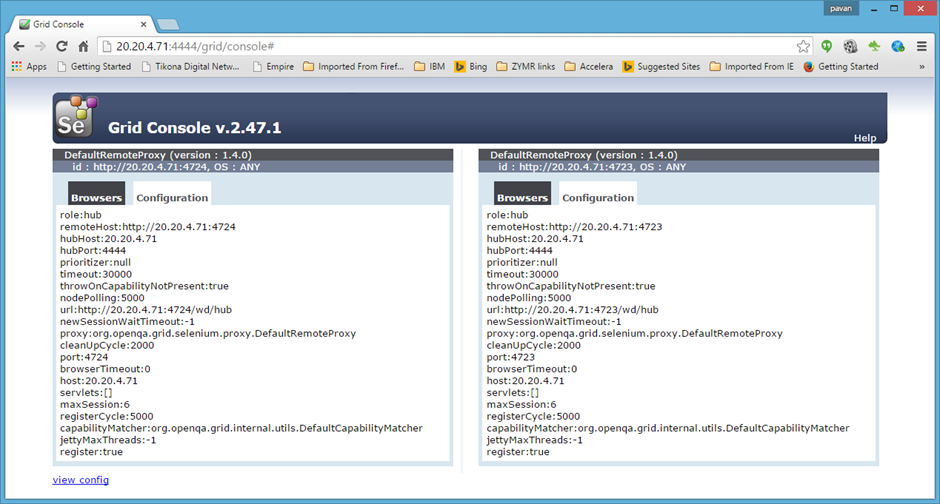 pavan
Grid Console
20.20.4.71:4444/grid/console#
Apps Getting Started Tikona Digital Netw... Empire Imported From Firef... IBM Bing ZYMR links Accelera Suggested Sites Imported From IE Getting Started »
Se
Grid Console v.2.47.1
Help
DefaultRemoteProxy (version : 1.4.0)
id : http://20.20.4.71:4724, OS : ANY
Browsers Configuration
role:hub
remoteHost:http://20.20.4.71:4724
hubHost:20.20.4.71
hubPort:4444
prioritizer:null
timeout:30000
throwOnCapabilityNotPresent:true
nodePolling:5000
url:http://20.20.4.71:4724/wd/hub
newSessionWaitTimeout:-1
proxy:org.openqa.grid.selenium.proxy.DefaultRemoteProxy
cleanUpCycle:2000
port:4724
browserTimeout:0
host:20.20.4.71
servlets:[]
maxSession:6
registerCycle:5000
capabilityMatcher:org.openqa.grid.internal.utils.DefaultCapabilityMatcher
jettyMaxThreads:-1
register:true
DefaultRemoteProxy (version : 1.4.0)
id : http://20.20.4.71:4723, OS : ANY
Browsers Configuration
role:hub
remoteHost:http://20.20.4.71:4723
hubHost:20.20.4.71
hubPort:4444
prioritizer:null
timeout:30000
throwOnCapabilityNotPresent:true
nodePolling:5000
url:http://20.20.4.71:4723/wd/hub
newSessionWaitTimeout:-1
proxy:org.openqa.grid.selenium.proxy.DefaultRemoteProxy
cleanUpCycle:2000
port:4723
browserTimeout:0
host:20.20.4.71
servlets:[]
maxSession:6
registerCycle:5000
capabilityMatcher:org.openqa.grid.internal.utils.DefaultCapabilityMatcher
jettyMaxThreads:-1
register:true
view config